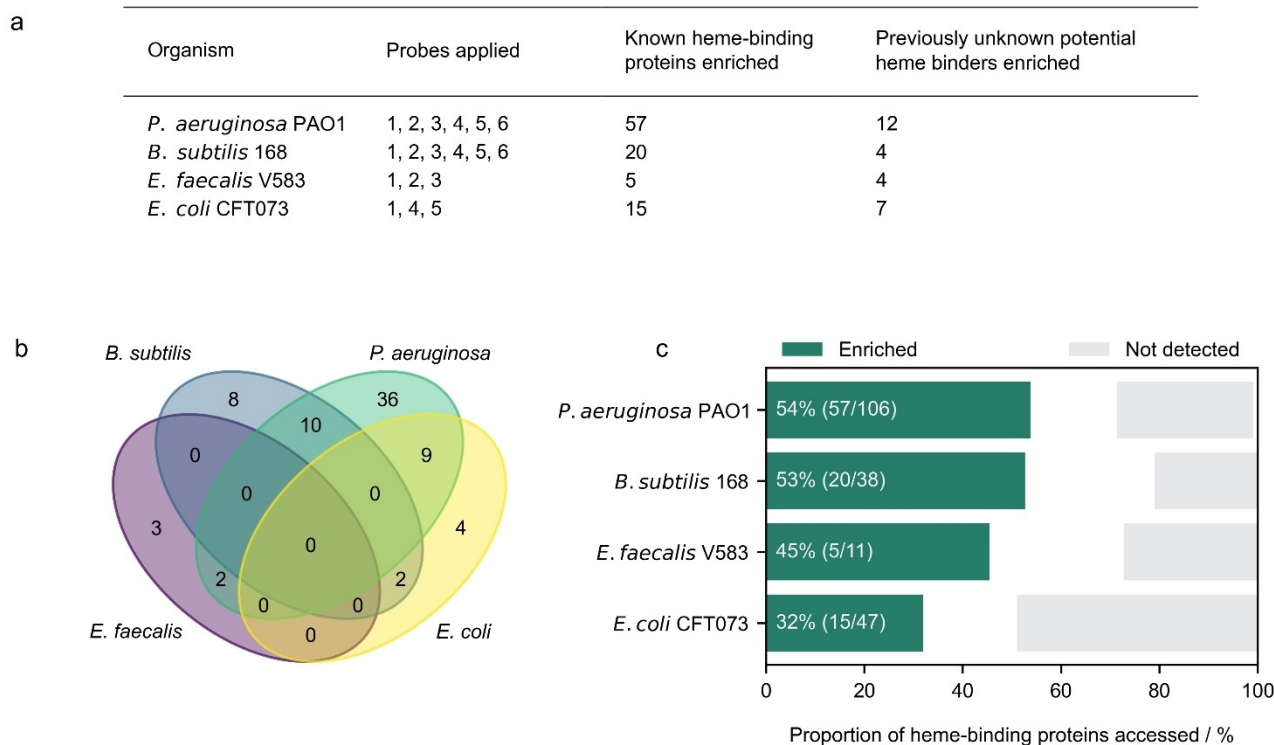 a
Organism Probes applied Known heme-binding proteins enriched Previously unknown potential heme binders enriched
P. aeruginosa PAO1 1, 2, 3, 4, 5, 6 57 12
B. subtilis 168 1, 2, 3, 4, 5, 6 20 4
E. faecalis V583 1, 2, 3 5 4
E. coli CFT073 1, 4, 5 15 7
b
B. subtilis P. aeruginosa
8 36
10
0 9
0 0
3 4
0
2 2
0 0
0
E. faecalis E. coli
c
Enriched Not detected
P. aeruginosa PAO1 54% (57/106)
B. subtilis 168 53% (20/38)
E. faecalis V583 45% (5/11)
E. coli CFT073 32% (15/47)
0 20 40 60 80 100
Proportion of heme-binding proteins accessed / %